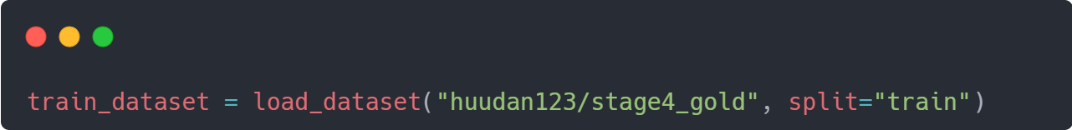 train_dataset = load_dataset("huudan123/stage4_gold", split="train")